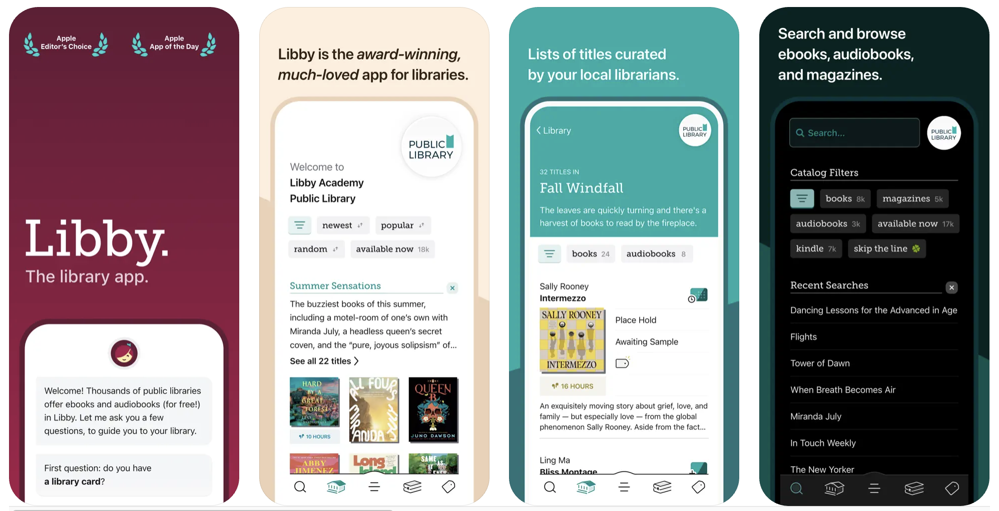 Apple
Editor's Choice
Apple
App of the Day
Libby.
The library app.
Welcome! Thousands of public libraries
offer ebooks and audiobooks (for free!)
in Libby. Let me ask you a few
questions, to guide you to your library.
First question: do you have
a library card?
Libby is the award-winning,
much-loved app for libraries.
PUBLIC
LIBRARY
Welcome to
Libby Academy
Public Library
newest
popular
random
available now 18k
Summer Sensations
The buzziest books of this summer,
including a motel-room of one's own with
Miranda July, a headless queen's secret
coven, and the "pure, joyous solipsism" of...
See all 22 titles
HARD
BY A
GREAT
FOREST
LEO
VARDIASHVILI
10 HOURS
ALL FOURS
MIRANDA JULY
QUEEN
B
JUNO DAWSON
ABBY
JIMENEZ
Long
Island
SAME
AS
IT
EVER
Lists of titles curated
by your local librarians.
Library
PUBLIC
LIBRARY
32 TITLES IN
Fall Windfall
The leaves are quickly turning and there's a
harvest of books to read by the fireplace.
books 24
audiobooks 8
Sally Rooney
Intermezzo
SALLY ROONEY
INTERMEZZO
Place Hold
Awaiting Sample
16 HOURS
An exquisitely moving story about grief, love, and
family — but especially love — from the global
phenomenon Sally Rooney. Aside from the fact...
Ling Ma
Bliss Montage
Search and browse
ebooks, audiobooks,
and magazines.
Search...
PUBLIC
LIBRARY
Catalog Filters
books 8k
magazines 5k
audiobooks 3k
available now 17k
kindle 7k
skip the line 🍀
Recent Searches
Dancing Lessons for the Advanced in Age
Flights
Tower of Dawn
When Breath Becomes Air
Miranda July
In Touch Weekly
The New Yorker